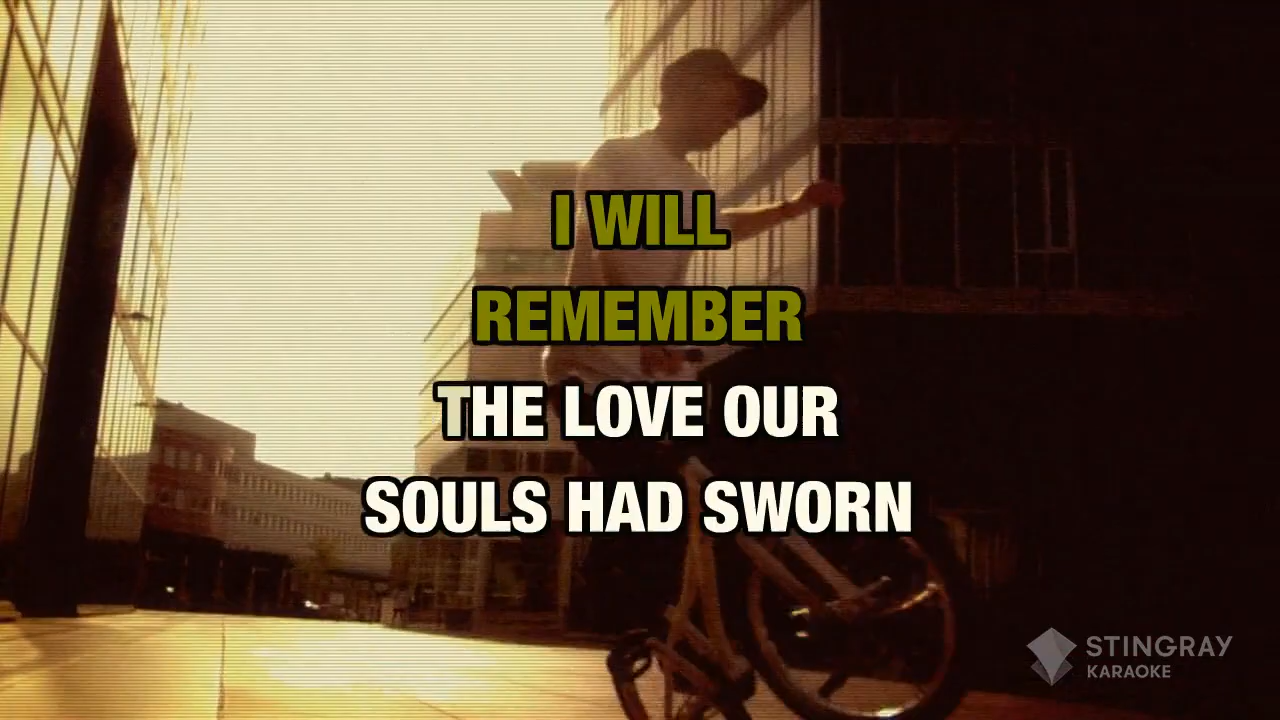 I WILL
REMEMBER
THE LOVE OUR
SOULS HAD SWORN
STINGRAY
KARAOKE